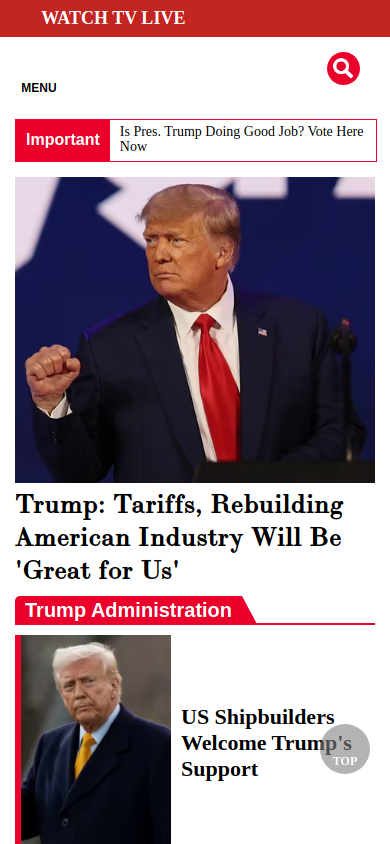 WATCH TV LIVE
MENU
Important
Is Pres. Trump Doing Good Job? Vote Here
Now
Trump: Tariffs, Rebuilding
American Industry Will Be
'Great for Us'
Trump Administration
US Shipbuilders
Welcome Trump's
Support
TOP